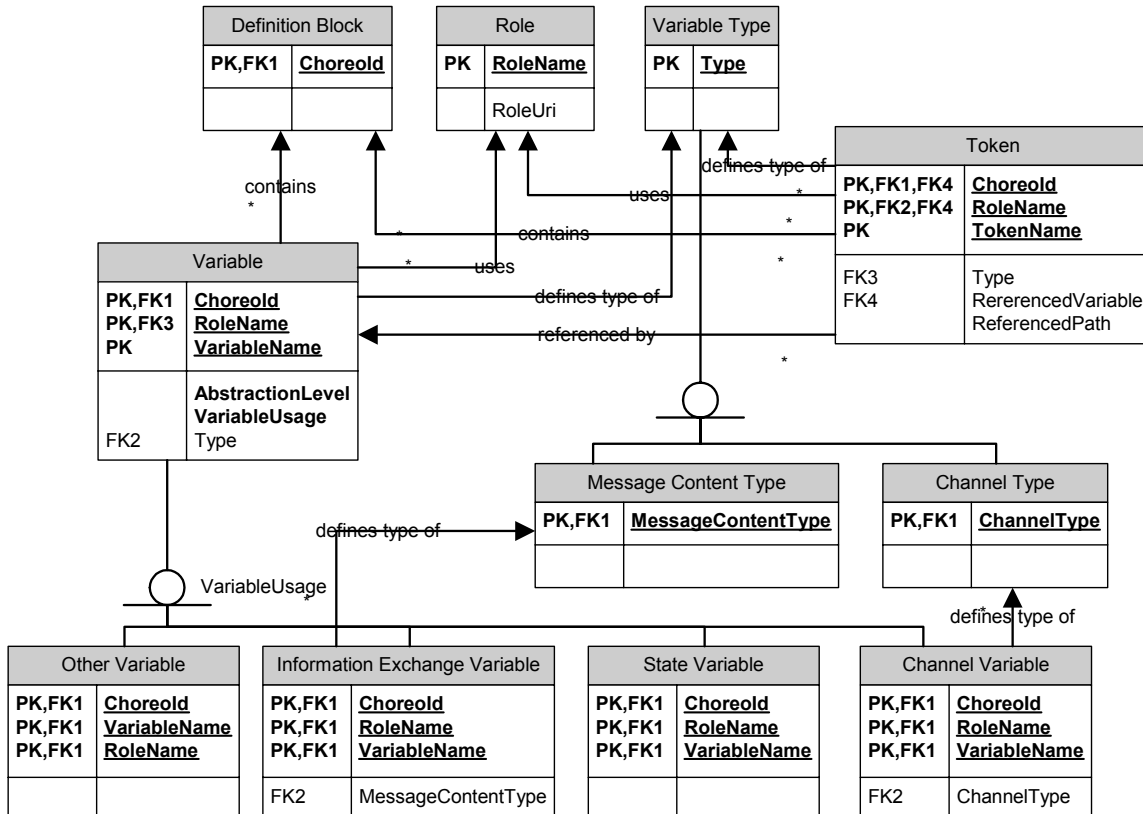 Definition Block
PK,FK1 ChoreoId
Role
PK RoleName
RoleUri
Variable Type
PK Type
Token
PK,FK1,FK4 ChoreoId
PK,FK2,FK4 RoleName
PK TokenName
FK3 Type
FK4 RererencedVariable
ReferencedPath
defines type of
*
uses
*
contains
*
contains
*
*
uses
*
defines type of
referenced by
*
Variable
PK,FK1 ChoreoId
PK,FK3 RoleName
PK VariableName
AbstractionLevel
VariableUsage
FK2 Type
Message Content Type
PK,FK1 MessageContentType
Channel Type
PK,FK1 ChannelType
defines type of
*
VariableUsage
defines type of
*
Other Variable
PK,FK1 ChoreoId
PK,FK1 VariableName
PK,FK1 RoleName
Information Exchange Variable
PK,FK1 ChoreoId
PK,FK1 RoleName
PK,FK1 VariableName
FK2 MessageContentType
State Variable
PK,FK1 ChoreoId
PK,FK1 RoleName
PK,FK1 VariableName
Channel Variable
PK,FK1 ChoreoId
PK,FK1 RoleName
PK,FK1 VariableName
FK2 ChannelType